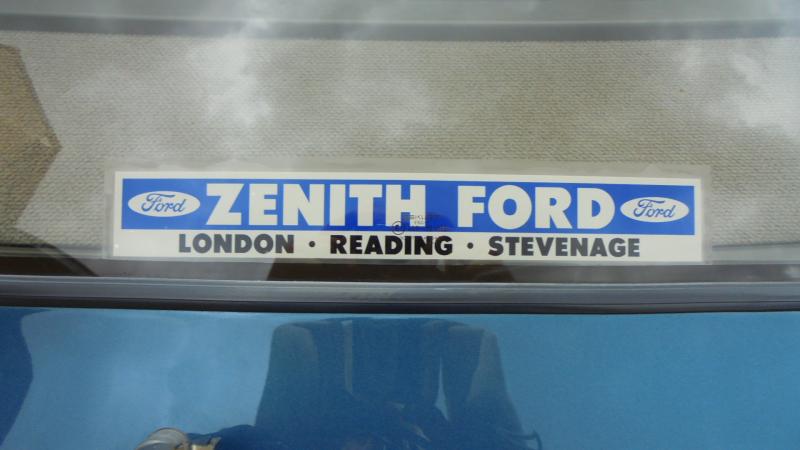 Ford ZENITH FORD Ford
LONDON · READING · STEVENAGE